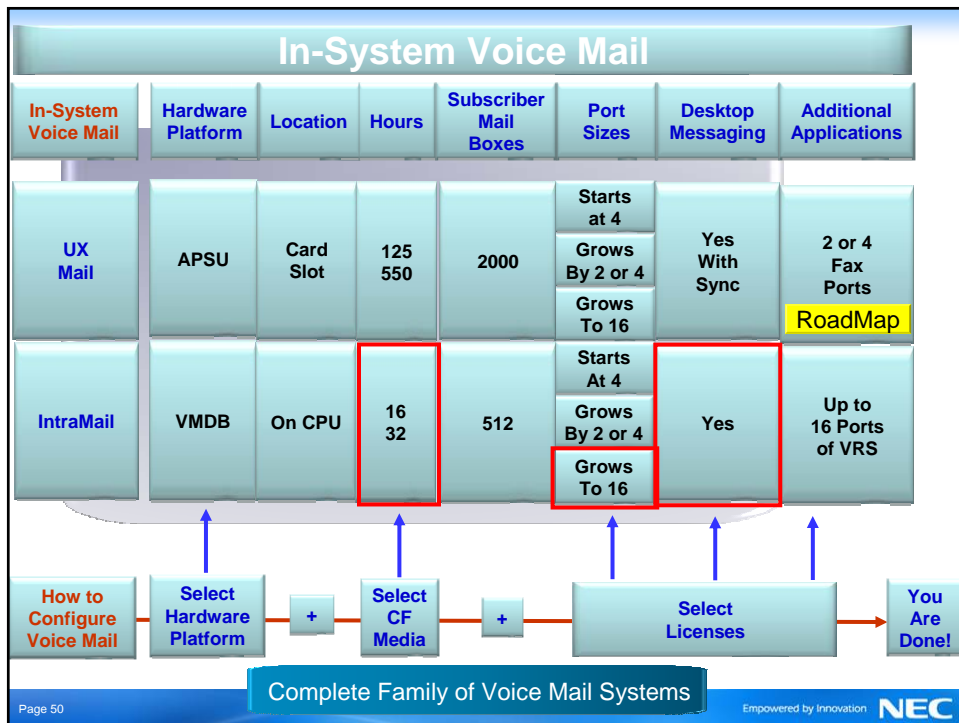 In-System Voice Mail
In-System
Voice Mail
Hardware
Platform
Location
Hours
Subscriber
Mail
Boxes
Port
Sizes
Desktop
Messaging
Additional
Applications
UX
Mail
APSU
Card
Slot
125
550
2000
Starts
at 4
Grows
By 2 or 4
Grows
To 16
Yes
With
Sync
2 or 4
Fax
Ports
RoadMap
IntraMail
VMDB
On CPU
16
32
512
Starts
At 4
Grows
By 2 or 4
Grows
To 16
Yes
Up to
16 Ports
of VRS
How to
Configure
Voice Mail
Select
Hardware
Platform
+
Select
CF
Media
+
Select
Licenses
You
Are
Done!
Complete Family of Voice Mail Systems
Page 50
Empowered by Innovation
NEC